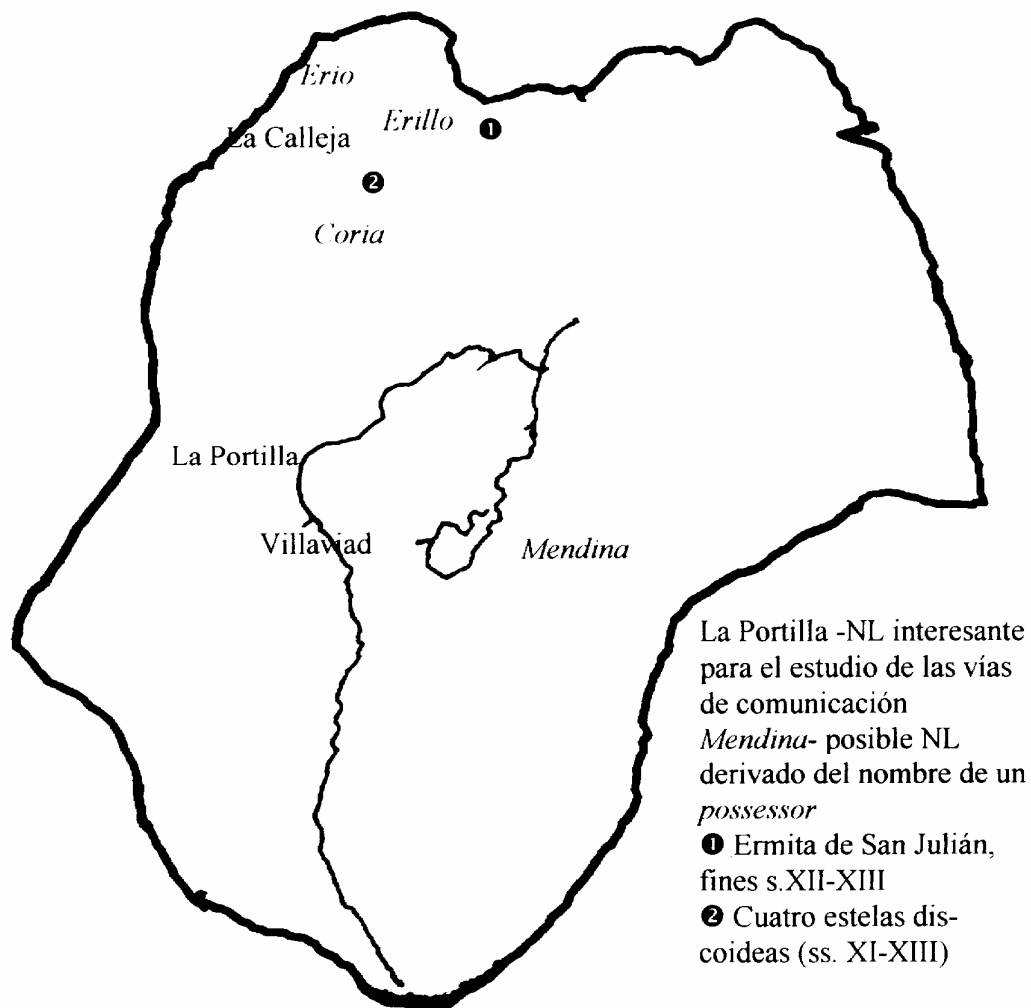 Erio
Erillo ❶
La Calleja
❷
Coria
La Portilla
Villaviad
Mendina
La Portilla -NL interesante
para el estudio de las vías
de comunicación
Mendina- posible NL
derivado del nombre de un
possessor
❶ Ermita de San Julián,
fines s.XII-XIII
❷ Cuatro estelas dis-
coideas (ss. XI-XIII)